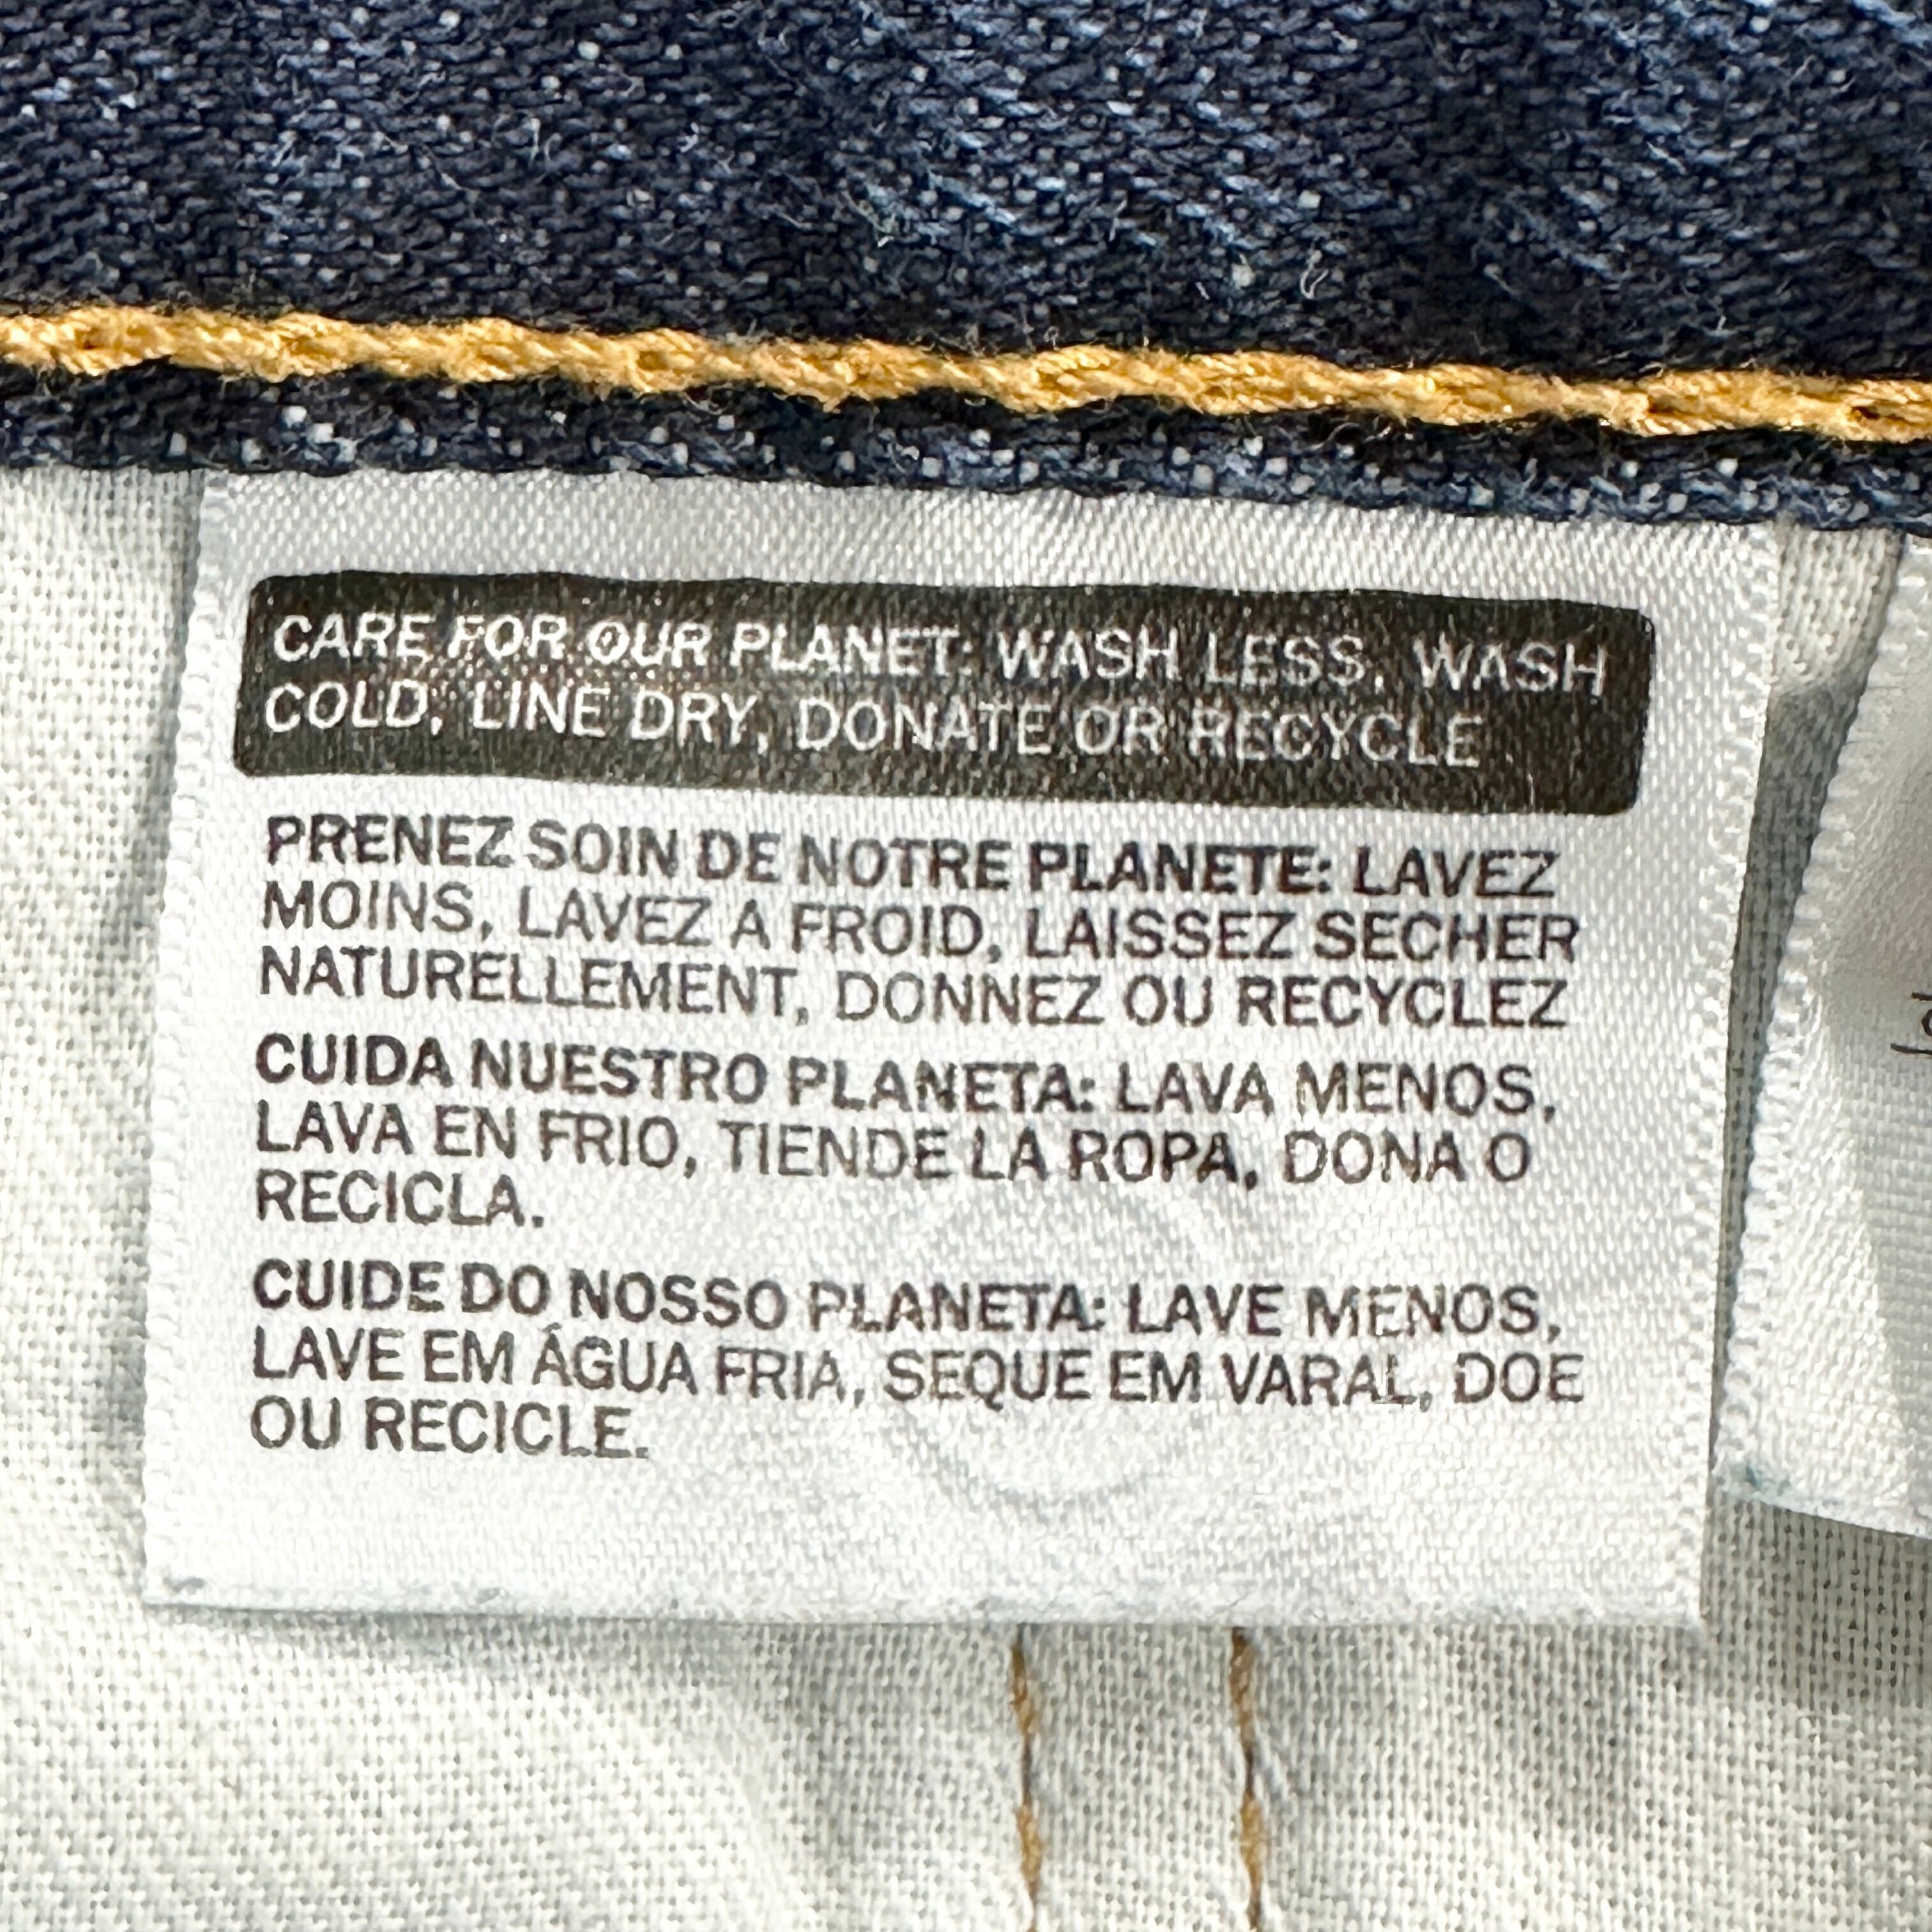 CARE FOR OUR PLANET: WASH LESS, WASH
COLD, LINE DRY, DONATE OR RECYCLE
PRENEZ SOIN DE NOTRE PLANETE: LAVEZ
MOINS, LAVEZ A FROID, LAISSEZ SECHER
NATURELLEMENT, DONNEZ OU RECYCLEZ
CUIDA NUESTRO PLANETA: LAVA MENOS,
LAVA EN FRIO, TIENDE LA ROPA, DONA O
RECICLA.
CUIDE DO NOSSO PLANETA: LAVE MENOS,
LAVE EM ÁGUA FRIA, SEQUE EM VARAL, DOE
OU RECICLE.